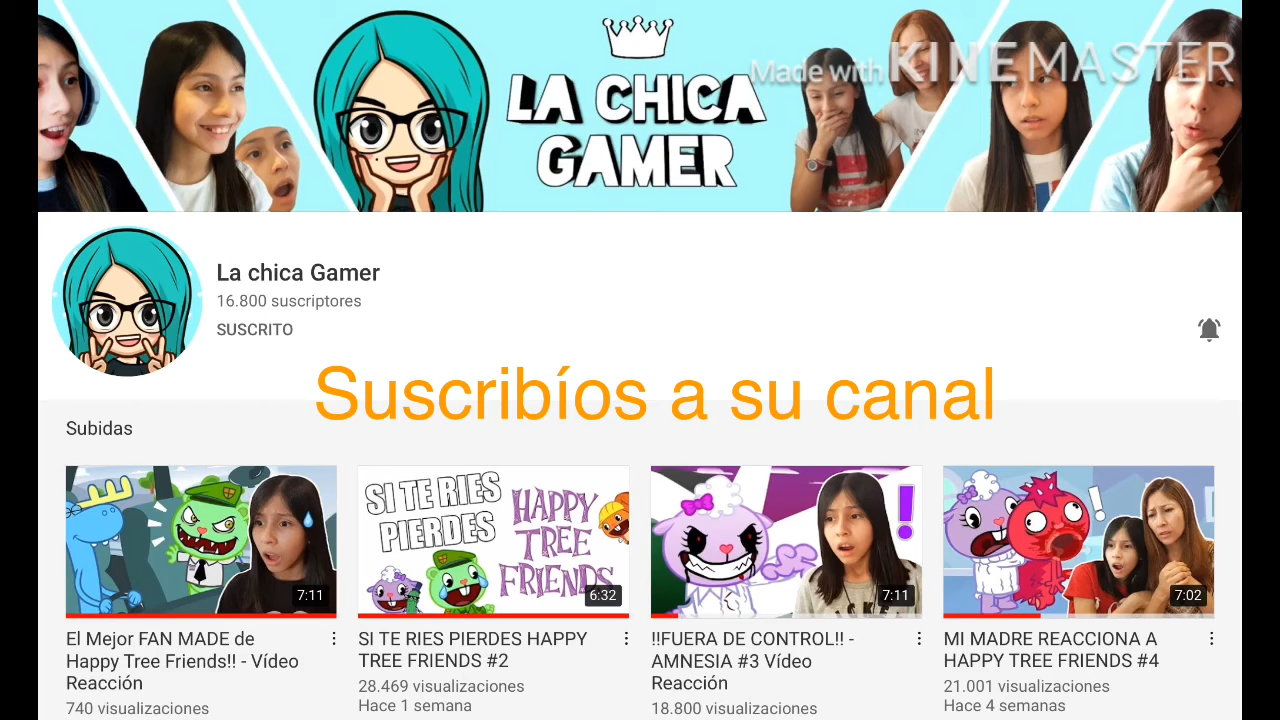 LA CHICA
GAMER
Made with KINEMASTER
La chica Gamer
16.800 suscriptores
SUSCRITO
Suscribíos a su canal
Subidas
7:11
El Mejor FAN MADE de
Happy Tree Friends!! - Vídeo
Reacción
740 visualizaciones
SI TE RIES
PIERDES
HAPPY
TREE
FRIENDS
6:32
SI TE RIES PIERDES HAPPY
TREE FRIENDS #2
28.469 visualizaciones
Hace 1 semana
7:11
!!FUERA DE CONTROL!! -
AMNESIA #3 Vídeo
Reacción
18.800 visualizaciones
7:02
MI MADRE REACCIONA A
HAPPY TREE FRIENDS #4
21.001 visualizaciones
Hace 4 semanas